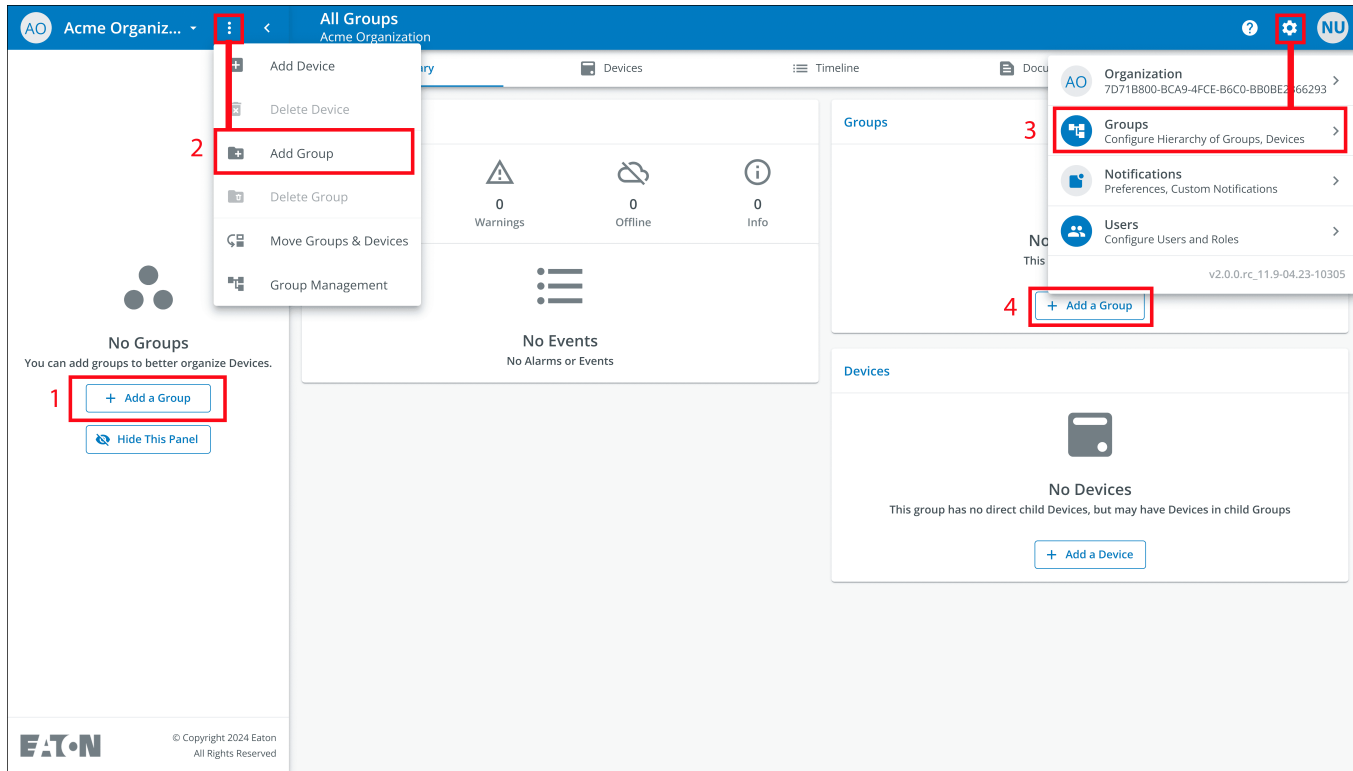 AO Acme Organiz...
All Groups
Acme Organization
NU
Add Device
Delete Device
2 Add Group
Delete Group
Move Groups & Devices
Group Management
No Groups
You can add groups to better organize Devices.
1 + Add a Group
Hide This Panel
EATON
© Copyright 2024 Eaton
All Rights Reserved
ry
Devices
Timeline
Docu
0
Warnings
0
Offline
0
Info
No Events
No Alarms or Events
Groups
No
This
4 + Add a Group
AO Organization
7D71B800-BCA9-4FCE-B6C0-BB0BE2 66293
3 Groups
Configure Hierarchy of Groups, Devices
Notifications
Preferences, Custom Notifications
Users
Configure Users and Roles
v2.0.0.rc_11.9-04.23-10305
Devices
No Devices
This group has no direct child Devices, but may have Devices in child Groups
+ Add a Device